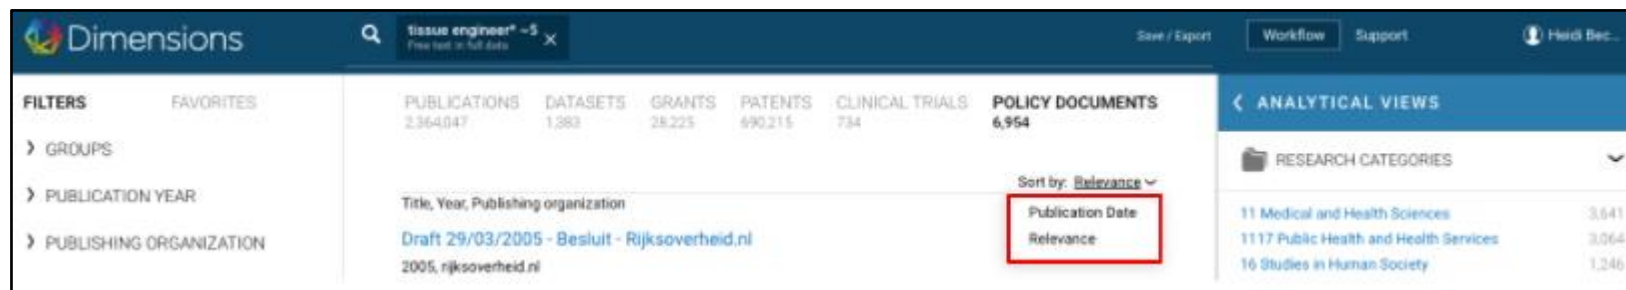 Dimensions
tissue engineer* ~5 ×
Free text in full data
Save / Export
Workflow
Support
Heidi Bec...
FILTERS
FAVORITES
GROUPS
PUBLICATION YEAR
PUBLISHING ORGANIZATION
PUBLICATIONS
2,364,047
DATASETS
1,383
GRANTS
28,225
PATENTS
690,215
CLINICAL TRIALS
734
POLICY DOCUMENTS
6,954
Sort by: Relevance
Publication Date
Relevance
Title, Year, Publishing organization
Draft 29/03/2005 - Besluit - Rijksoverheid.nl
2005, rijksoverheid.nl
ANALYTICAL VIEWS
RESEARCH CATEGORIES
11 Medical and Health Sciences 3,641
1117 Public Health and Health Services 3,064
16 Studies in Human Society 1,246